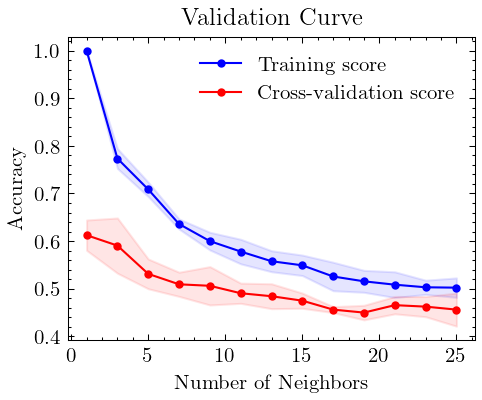 Validation Curve
1.0
0.9
0.8
0.7
0.6
0.5
0.4
Accuracy
Training score
Cross-validation score
0 5 10 15 20 25
Number of Neighbors